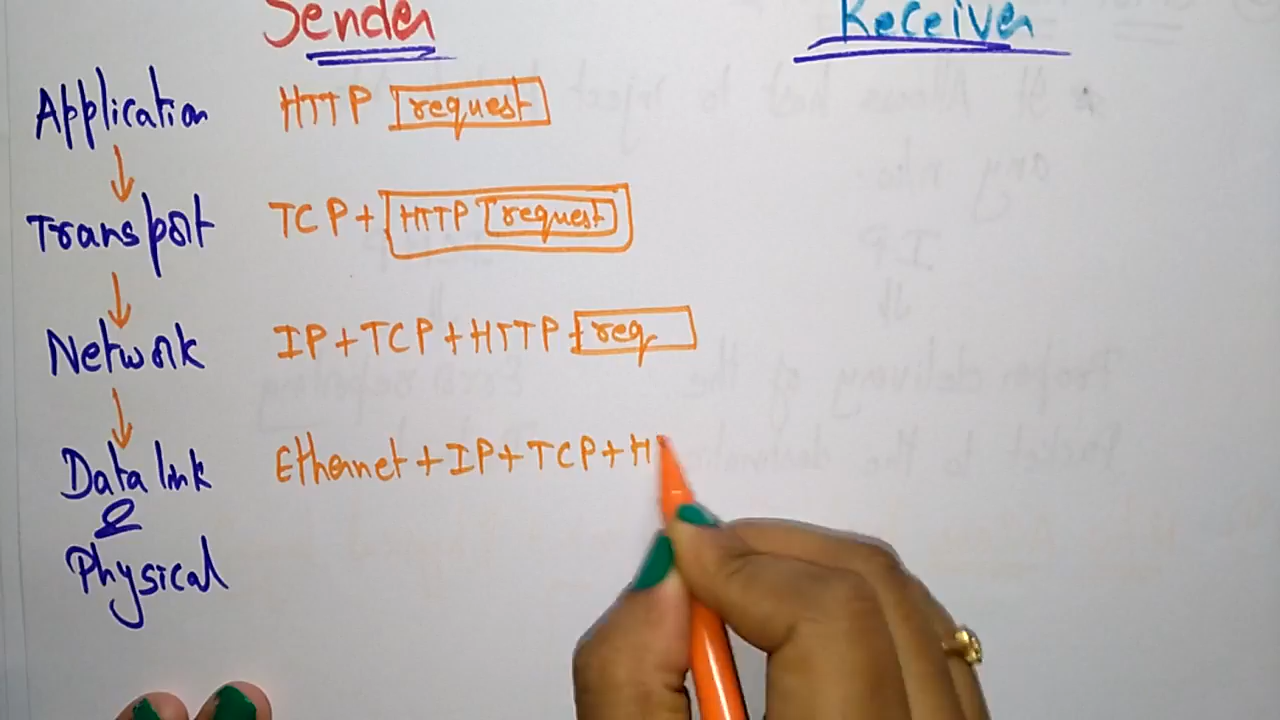 Sender Receiver
Application HTTP request
Transport TCP + HTTP request
Network IP + TCP + HTTP + req
Data link Ethernet + IP + TCP + H
&
Physical